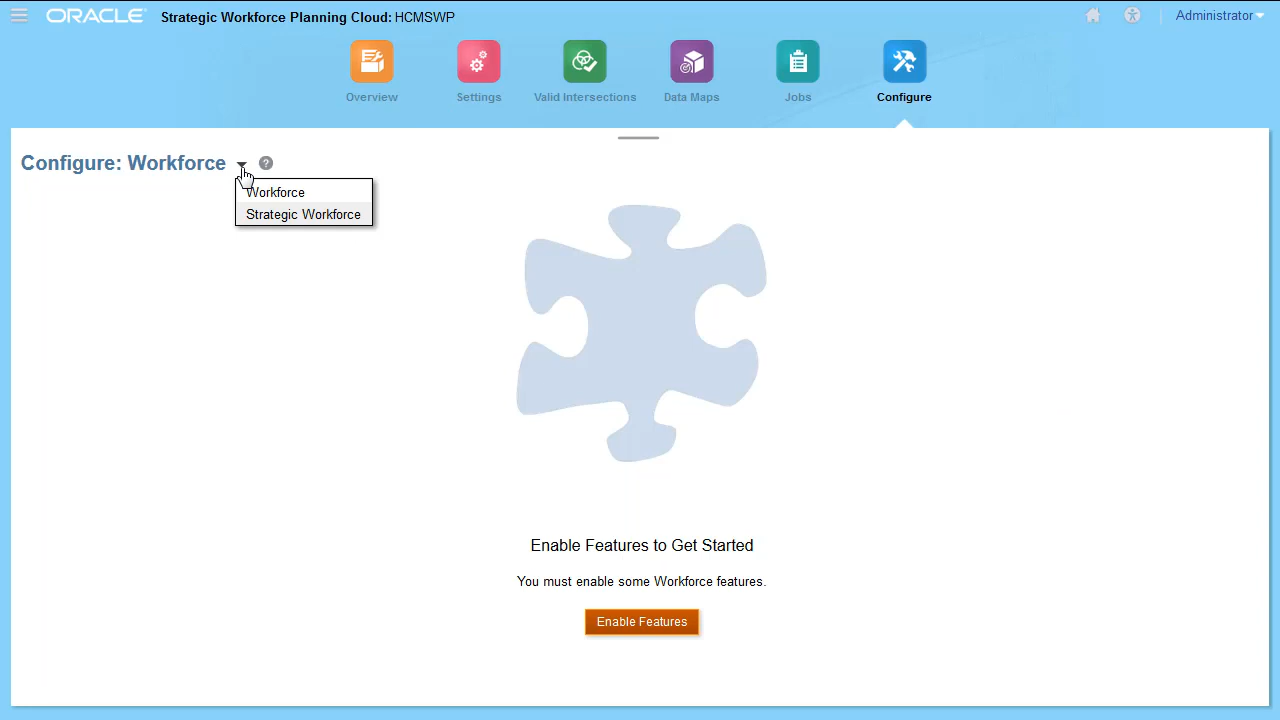 ORACLE Strategic Workforce Planning Cloud: HCMSWP Administrator
Overview Settings Valid Intersections Data Maps Jobs Configure
Configure: Workforce ?
Workforce
Strategic Workforce
Enable Features to Get Started
You must enable some Workforce features.
Enable Features